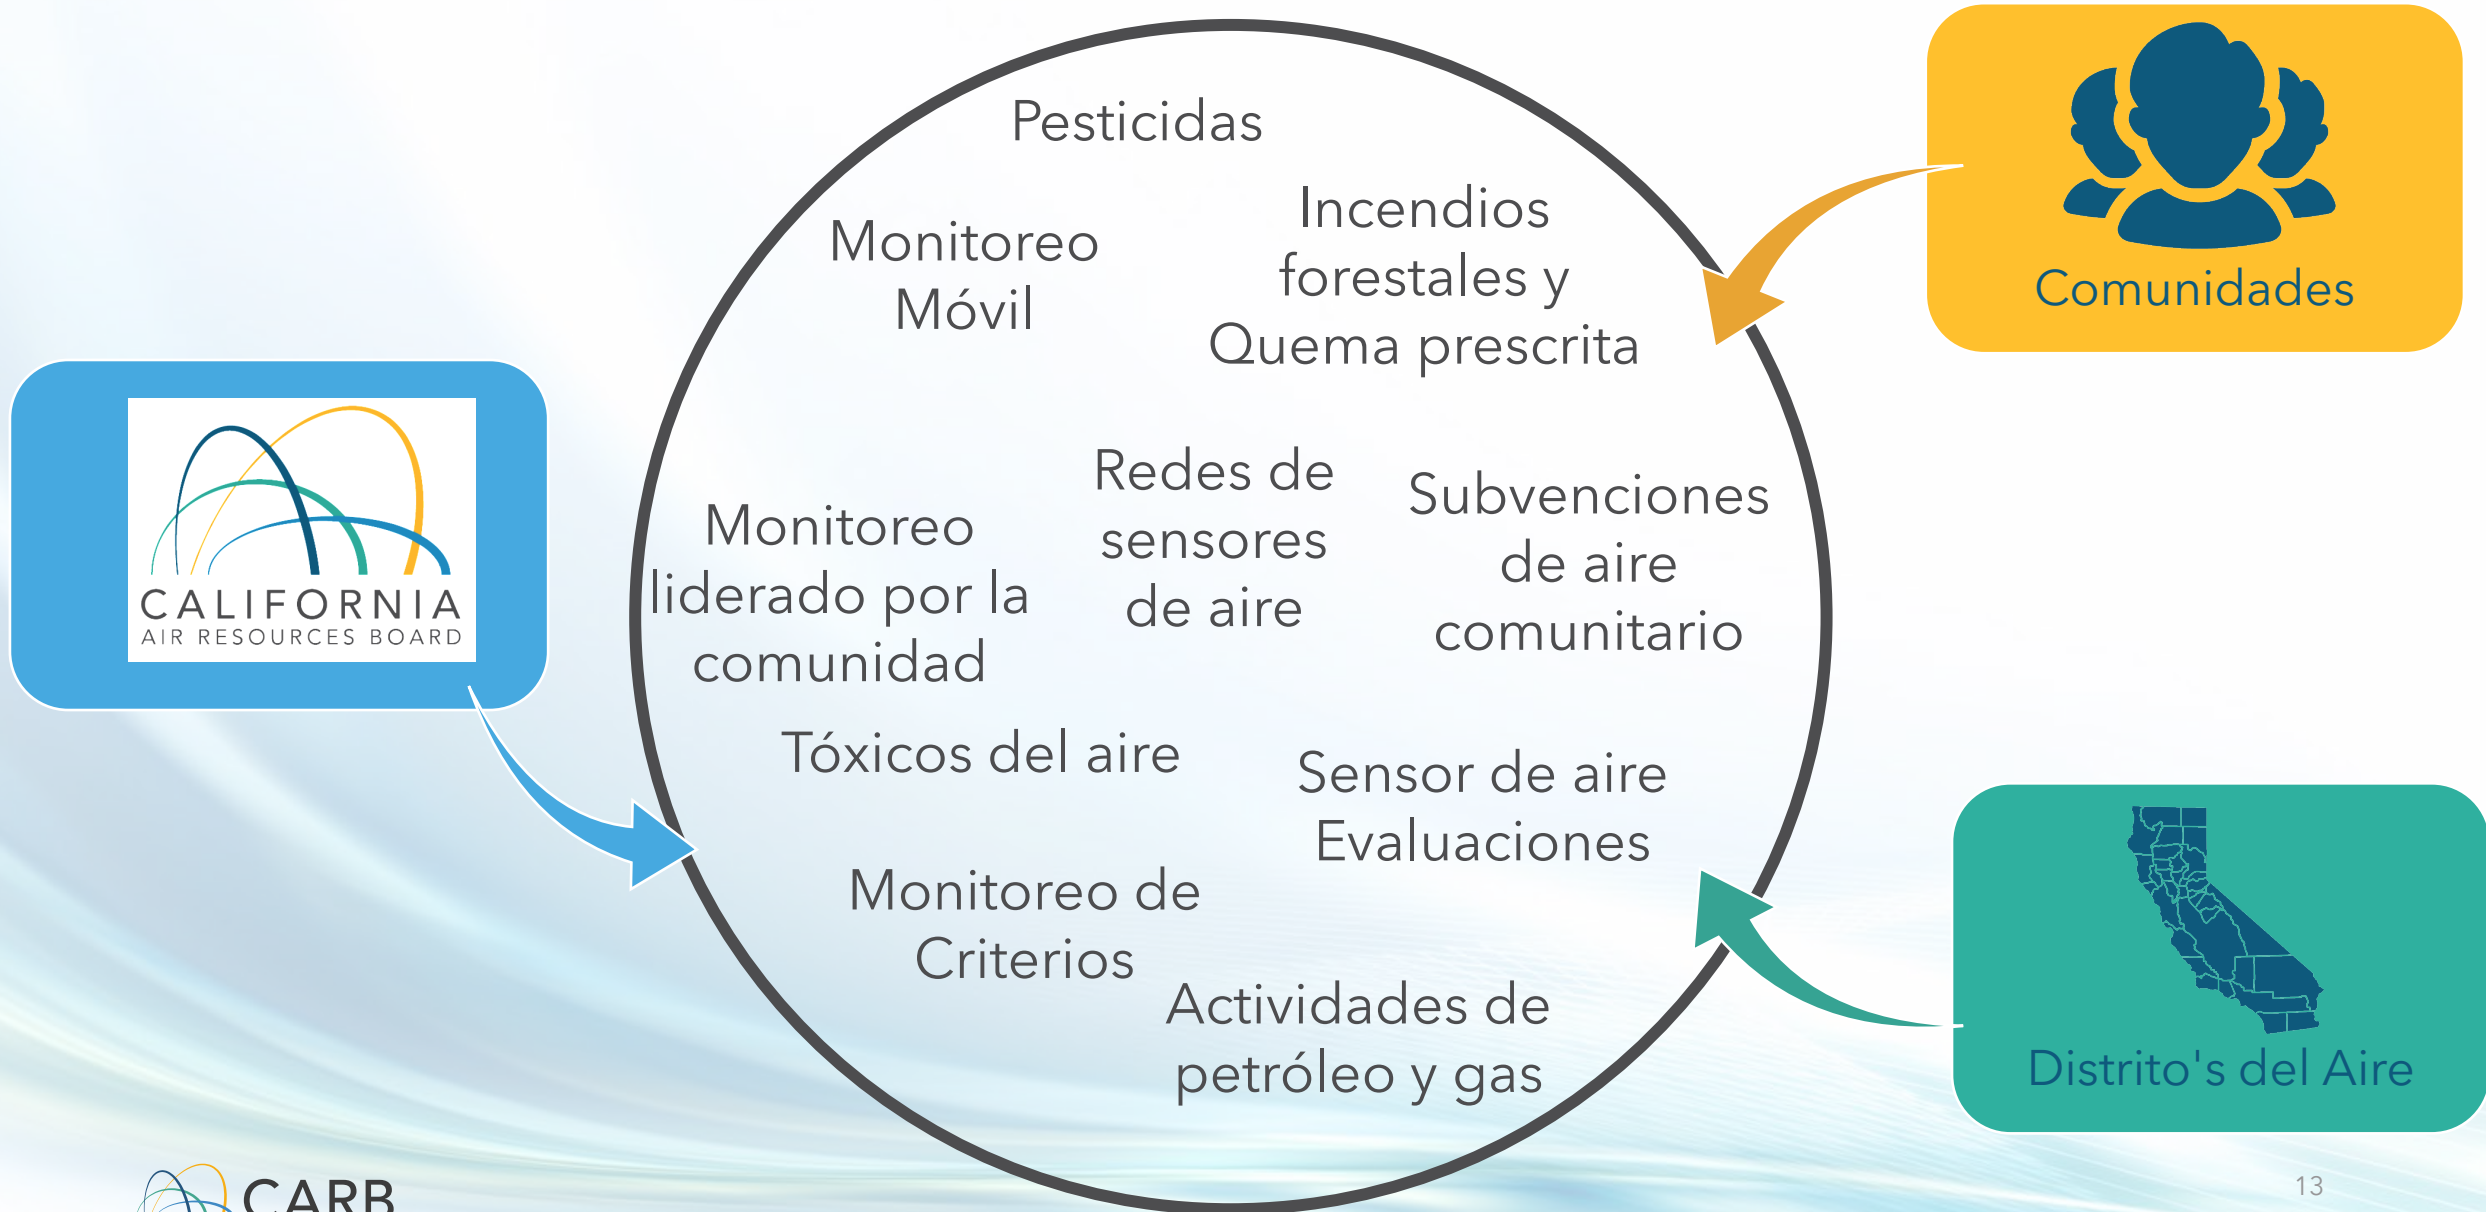 Pesticidas
Monitoreo
Móvil
Incendios
forestales y
Quema prescrita
Comunidades
CALIFORNIA
AIR RESOURCES BOARD
Monitoreo
liderado por la
comunidad
Redes de
sensores
de aire
Subvenciones
de aire
comunitario
Tóxicos del aire
Sensor de aire
Evaluaciones
Monitoreo de
Criterios
Actividades de
petróleo y gas
Distrito's del Aire
CARB
13